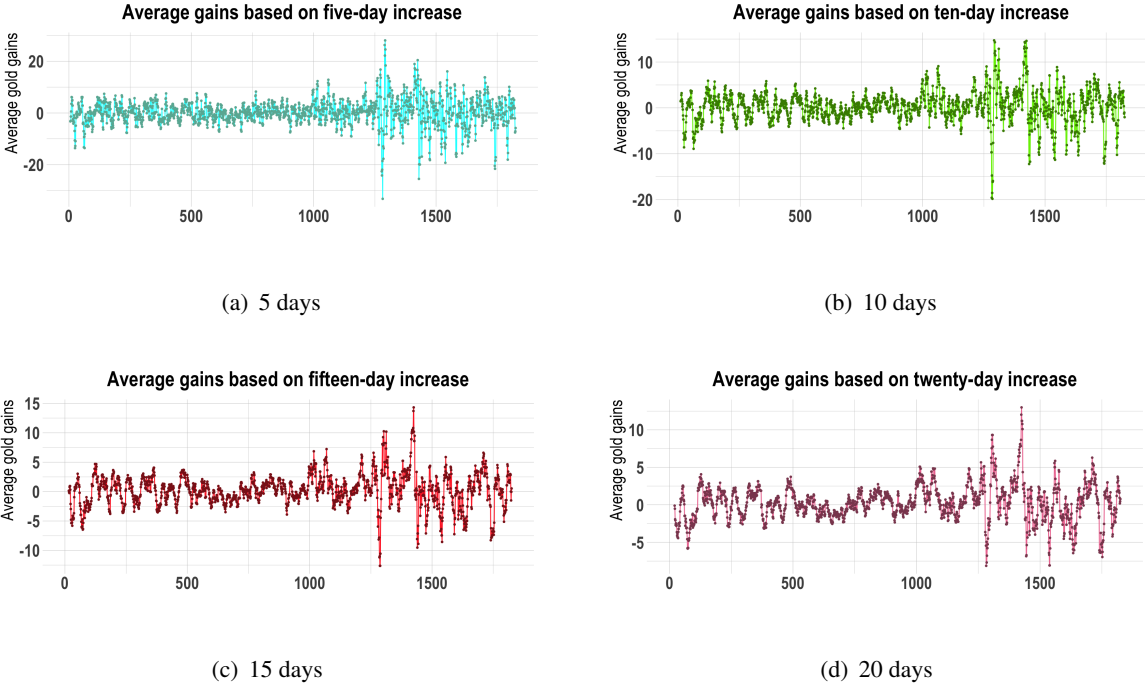 Average gains based on five-day increase
Average gold gains
20
0
-20
0 500 1000 1500
(a) 5 days
Average gains based on ten-day increase
Average gold gains
10
0
-10
-20
0 500 1000 1500
(b) 10 days
Average gains based on fifteen-day increase
Average gold gains
15
10
5
0
-5
-10
0 500 1000 1500
(c) 15 days
Average gains based on twenty-day increase
Average gold gains
10
5
0
-5
0 500 1000 1500
(d) 20 days